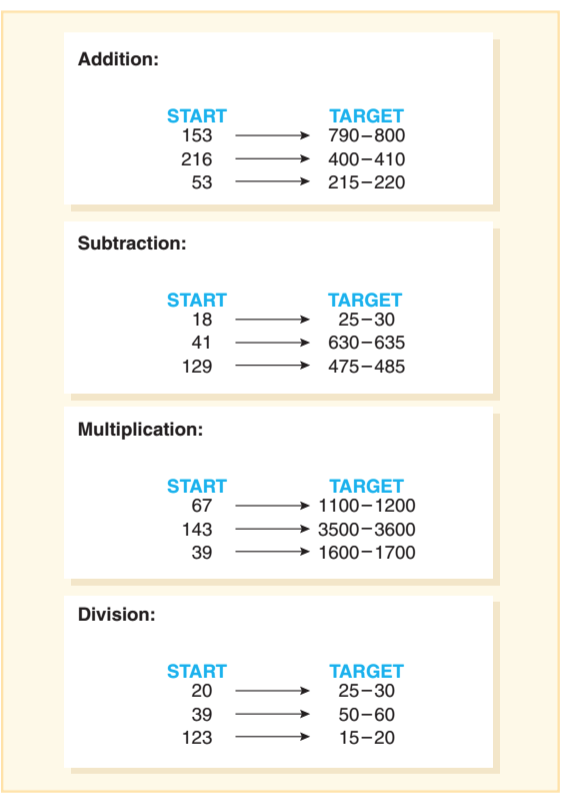 Addition:
START TARGET
153 790–800
216 400–410
53 215–220
Subtraction:
START TARGET
18 25–30
41 630–635
129 475–485
Multiplication:
START TARGET
67 1100–1200
143 3500–3600
39 1600–1700
Division:
START TARGET
20 25–30
39 50–60
123 15–20